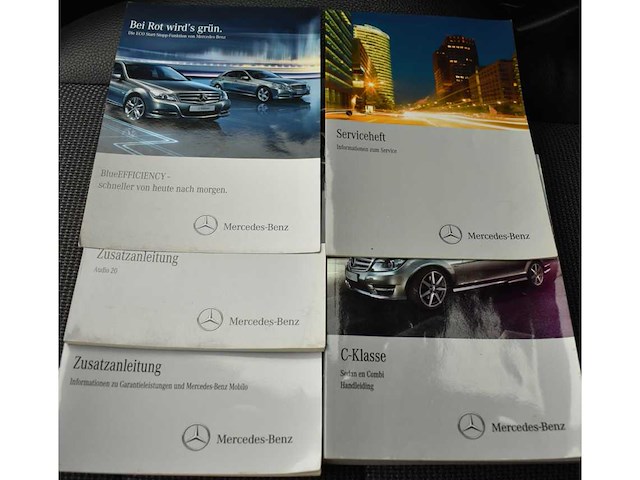 Bei Rot wird's grün.
Die ECO Start-Stopp-Funktion von Mercedes-Benz
BlueEFFICIENCY -
schneller von heute nach morgen.
Mercedes-Benz
Serviceheft
Informationen zum Service
Mercedes-Benz
Zusatzanleitung
Audio 20
Mercedes-Benz
C-Klasse
Sedan en Combi
Handleiding
Mercedes-Benz
Zusatzanleitung
Informationen zu Garantieleistungen und Mercedes-Benz Mobilo
Mercedes-Benz